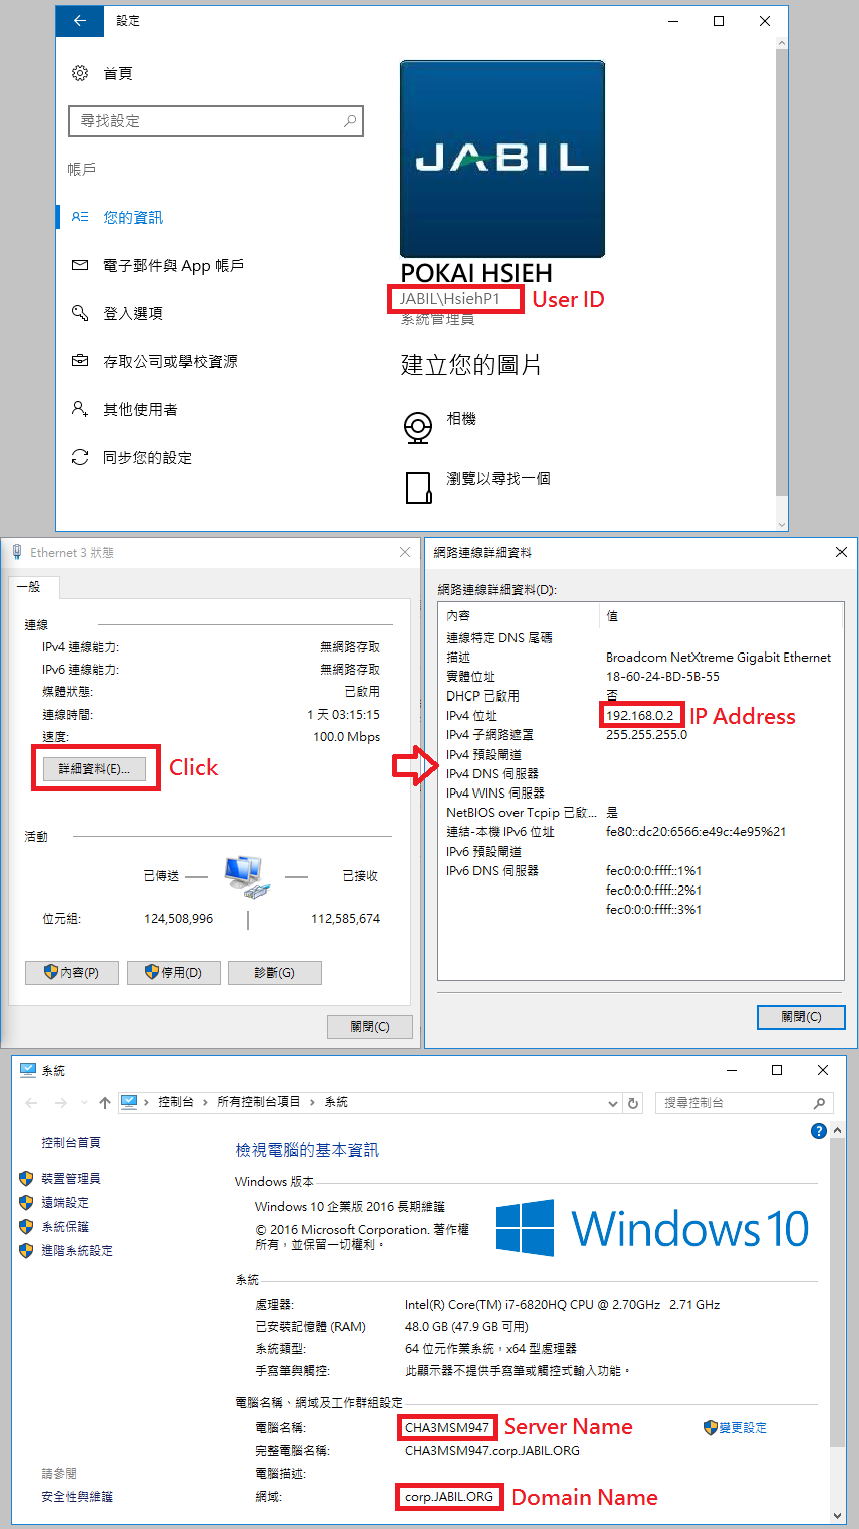 設定
首頁
尋找設定
帳戶
您的資訊
電子郵件與 App 帳戶
登入選項
存取公司或學校資源
其他使用者
同步您的設定
JABIL
POKAI HSIEH
JABIL\HsiehP1 User ID
系統管理員
建立您的圖片
相機
瀏覽以尋找一個
Ethernet 3 狀態
一般
連線
IPv4 連線能力: 無網路存取
IPv6 連線能力: 無網路存取
媒體狀態: 已啟用
連線時間: 1 天 03:15:15
速度: 100.0 Mbps
詳細資料(E)... Click
活動
已傳送 已接收
位元組: 124,508,996 112,585,674
內容(P) 停用(D) 診斷(G)
關閉(C)
網路連線詳細資料
網路連線詳細資料(D):
內容 值
連線特定 DNS 尾碼
描述 Broadcom NetXtreme Gigabit Ethernet
實體位址 18-60-24-BD-5B-55
DHCP 已啟用 否
IPv4 位址 192.168.0.2 IP Address
IPv4 子網路遮罩 255.255.255.0
IPv4 預設閘道
IPv4 DNS 伺服器
IPv4 WINS 伺服器
NetBIOS over Tcpip 已啟... 是
連結-本機 IPv6 位址 fe80::dc20:6566:e49c:4e95%21
IPv6 預設閘道
IPv6 DNS 伺服器 fec0:0:0:ffff::1%1
fec0:0:0:ffff::2%1
fec0:0:0:ffff::3%1
關閉(C)
系統
控制台 › 所有控制台項目 › 系統
搜尋控制台
控制台首頁
裝置管理員
遠端設定
系統保護
進階系統設定
請參閱
安全性與維護
檢視電腦的基本資訊
Windows 版本
Windows 10 企業版 2016 長期維護
© 2016 Microsoft Corporation. 著作權
所有，並保留一切權利。
Windows 10
系統
處理器: Intel(R) Core(TM) i7-6820HQ CPU @ 2.70GHz 2.71 GHz
已安裝記憶體 (RAM) 48.0 GB (47.9 GB 可用)
系統類型: 64 位元作業系統，x64 型處理器
手寫筆與觸控: 此顯示器不提供手寫筆或觸控式輸入功能。
電腦名稱、網域及工作群組設定
電腦名稱: CHA3MSM947 Server Name 變更設定
完整電腦名稱: CHA3MSM947.corp.JABIL.ORG
電腦描述:
網域: corp.JABIL.ORG Domain Name